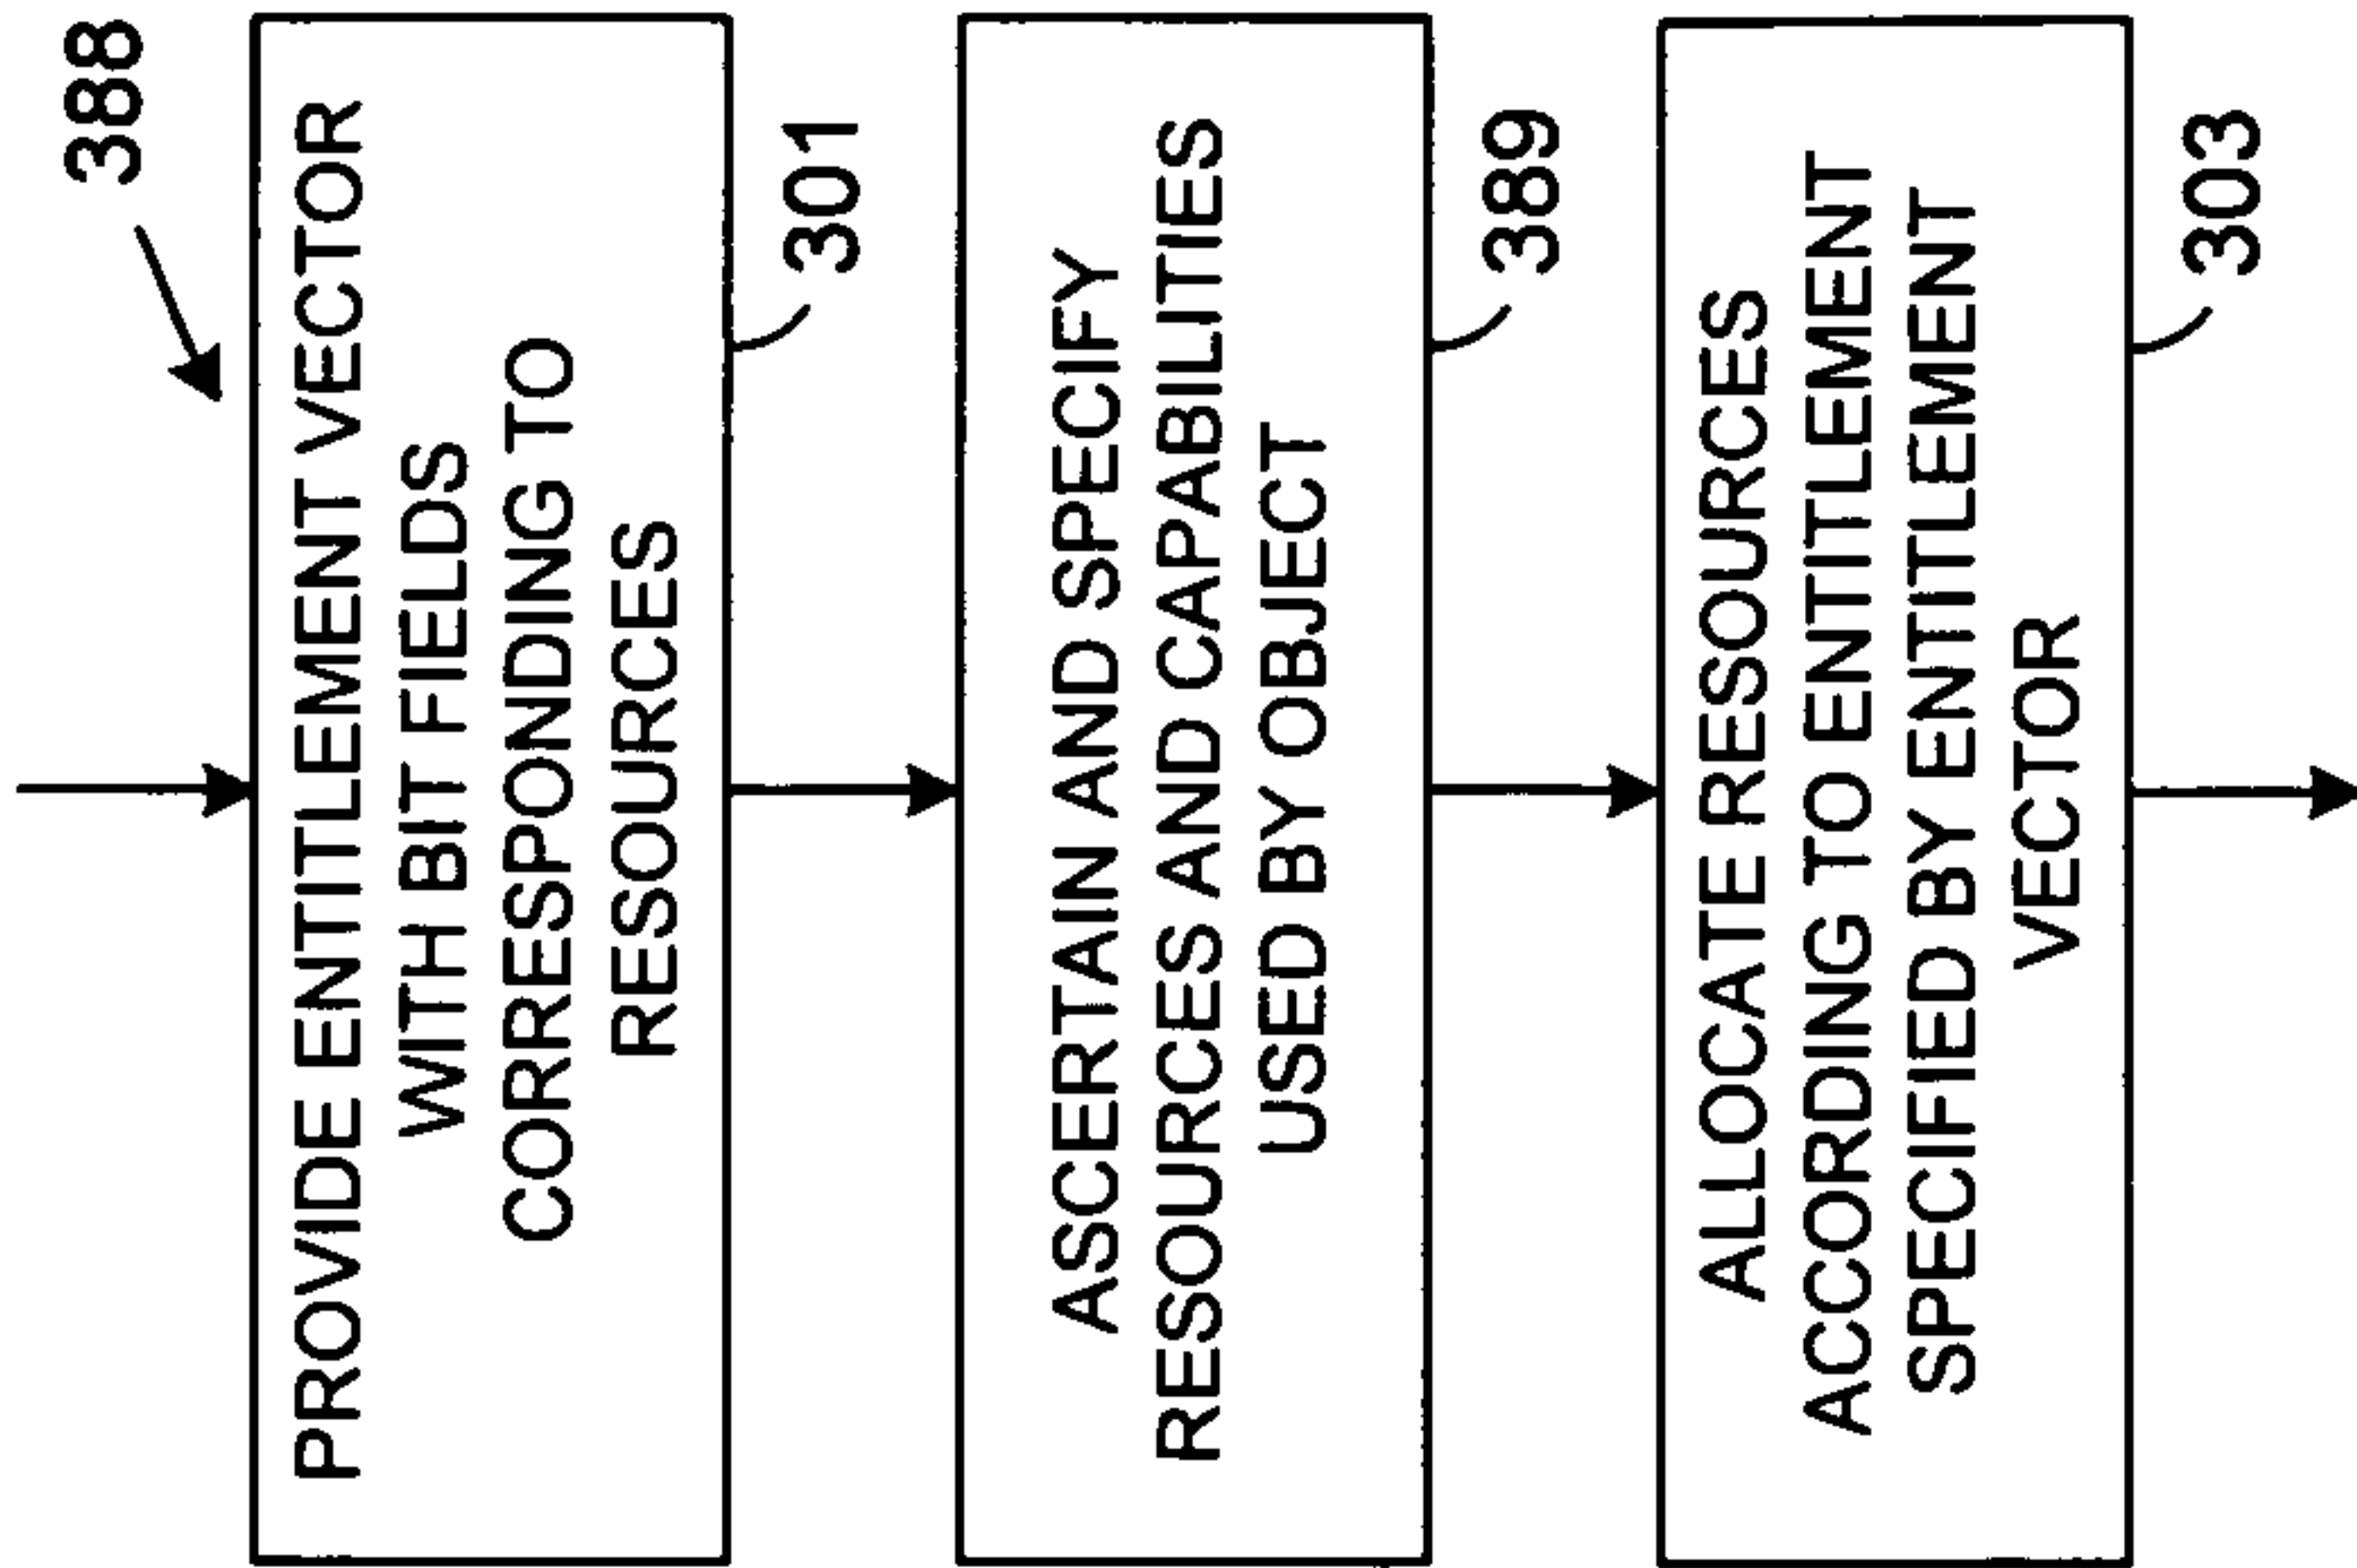 388
PROVIDE ENTITLEMENT VECTOR
WITH BIT FIELDS
CORRESPONDING TO
RESOURCES
301
ASCERTAIN AND SPECIFY
RESOURCES AND CAPABILITIES
USED BY OBJECT
389
ALLOCATE RESOURCES
ACCORDING TO ENTITLEMENT
SPECIFIED BY ENTITLEMENT
VECTOR
303